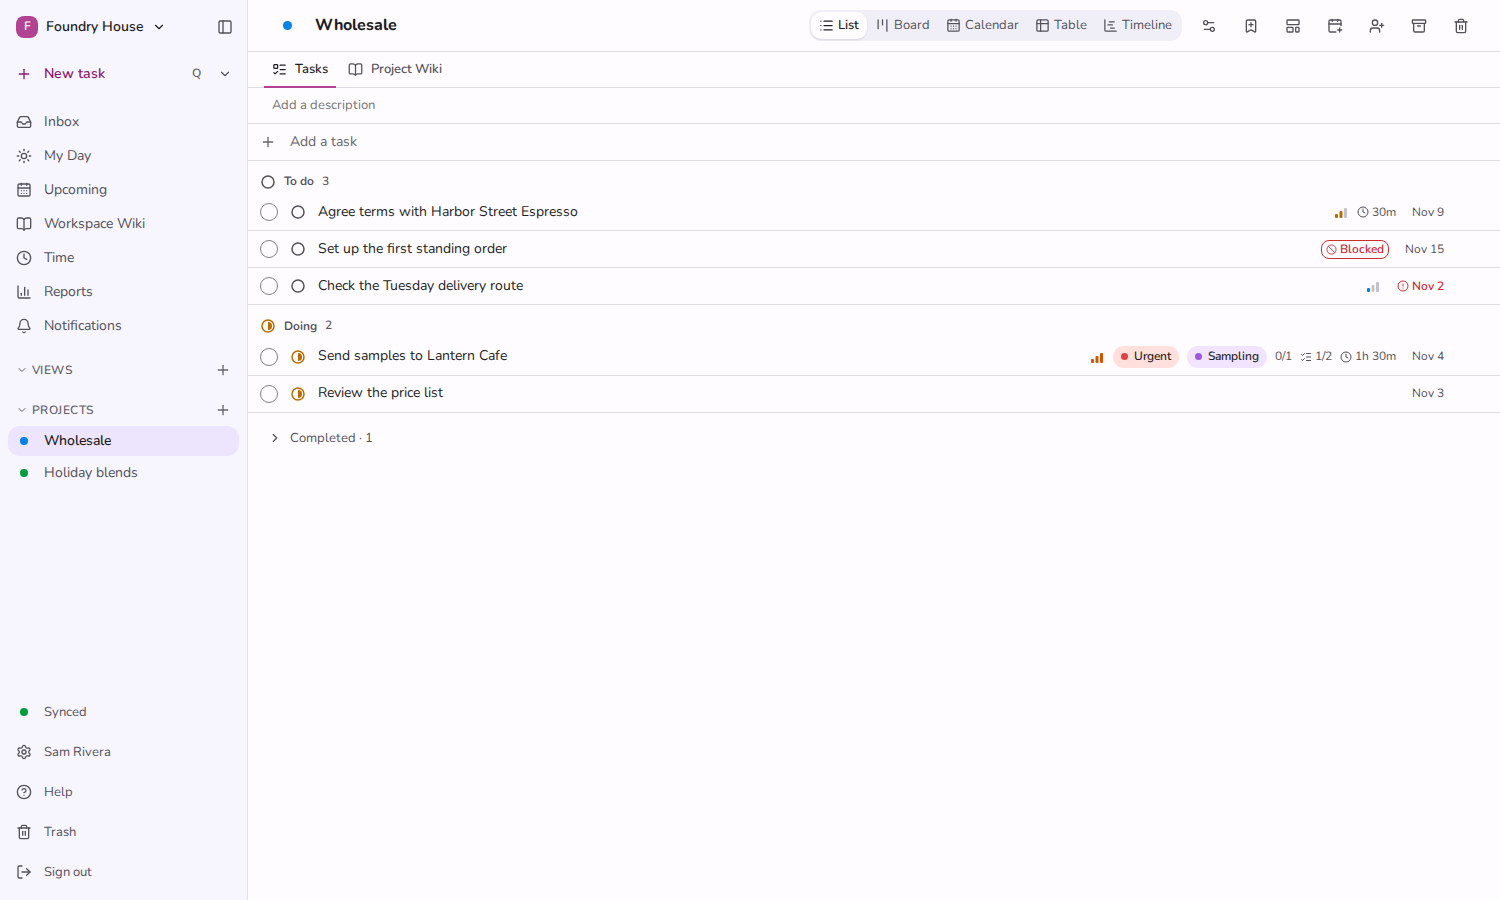 F Foundry House
New task Q
Inbox
My Day
Upcoming
Workspace Wiki
Time
Reports
Notifications
VIEWS
PROJECTS
Wholesale
Holiday blends
Synced
Sam Rivera
Help
Trash
Sign out
Wholesale
List Board Calendar Table Timeline
Tasks Project Wiki
Add a description
Add a task
To do 3
Agree terms with Harbor Street Espresso 30m Nov 9
Set up the first standing order Blocked Nov 15
Check the Tuesday delivery route Nov 2
Doing 2
Send samples to Lantern Cafe Urgent Sampling 0/1 1/2 1h 30m Nov 4
Review the price list Nov 3
Completed · 1